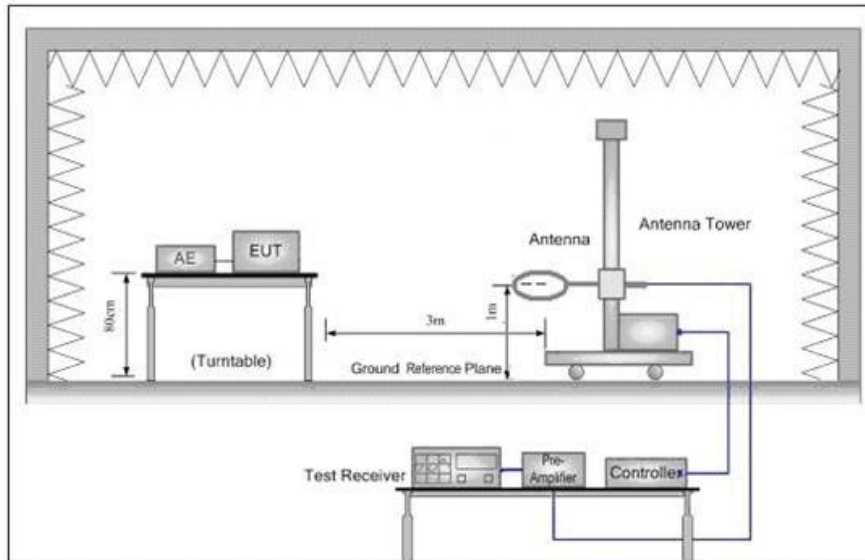 Antenna Tower
Antenna
EUT
AE
80cm
3m
1m
(Turntable)
Ground Reference Plane
Test Receiver
Pre-
Amplifier
Controller